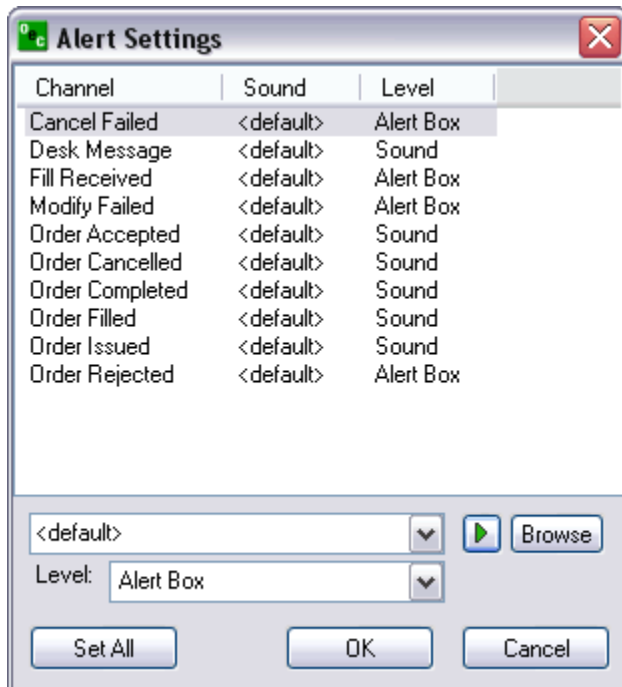 Oec Alert Settings
Channel Sound Level
Cancel Failed <default> Alert Box
Desk Message <default> Sound
Fill Received <default> Alert Box
Modify Failed <default> Alert Box
Order Accepted <default> Sound
Order Cancelled <default> Sound
Order Completed <default> Sound
Order Filled <default> Sound
Order Issued <default> Sound
Order Rejected <default> Alert Box
<default> Browse
Level: Alert Box
Set All OK Cancel